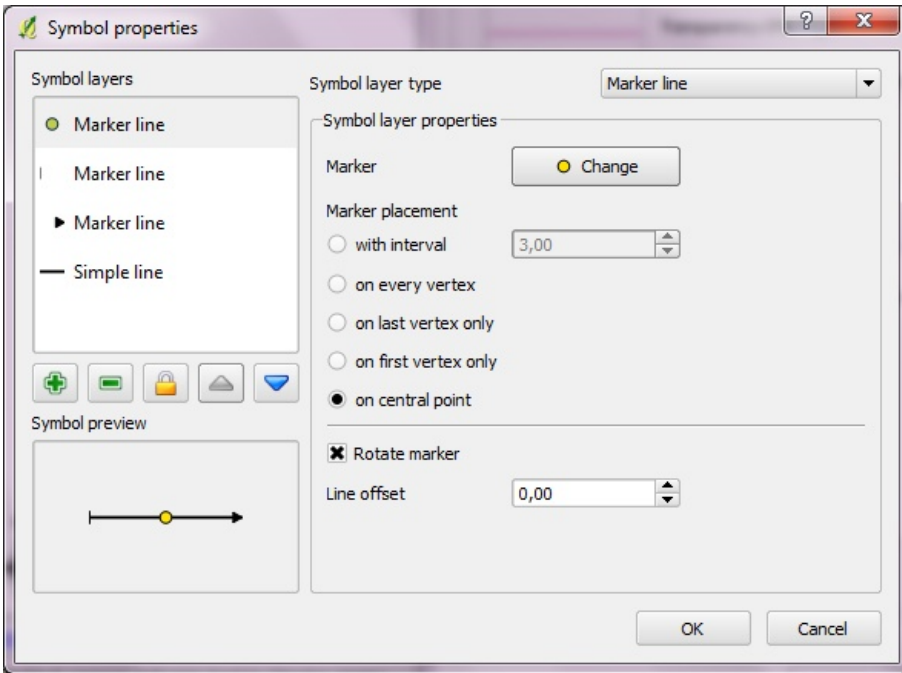 Symbol properties
Symbol layers
Marker line
Marker line
Marker line
Simple line
Symbol preview
Symbol layer type
Marker line
Symbol layer properties
Marker
Change
Marker placement
with interval
3,00
on every vertex
on last vertex only
on first vertex only
on central point
Rotate marker
Line offset
0,00
OK
Cancel